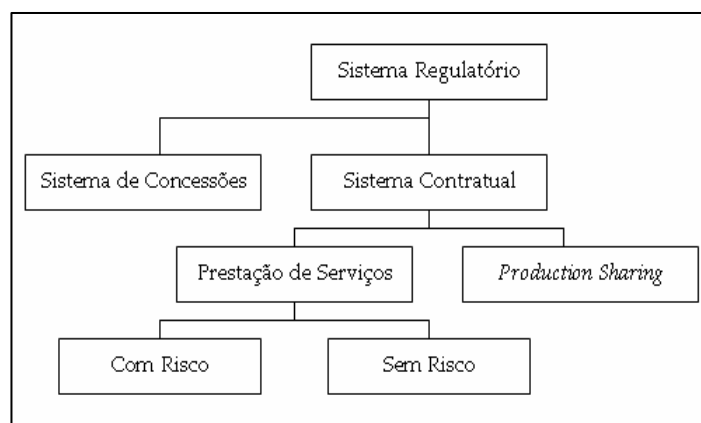 Sistema Regulatório
Sistema de Concessões
Sistema Contratual
Prestação de Serviços
Production Sharing
Com Risco
Sem Risco